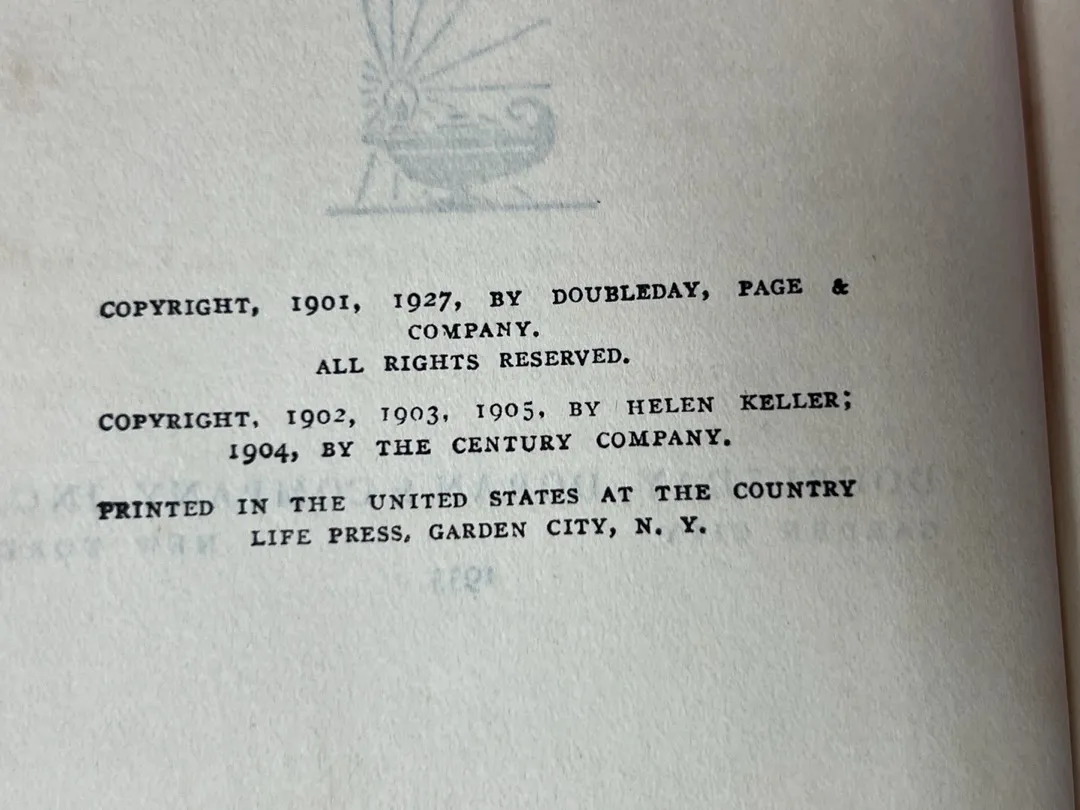 COPYRIGHT, 1901, 1927, BY DOUBLEDAY, PAGE &
COMPANY.
ALL RIGHTS RESERVED.
COPYRIGHT, 1902, 1903, 1905, BY HELEN KELLER;
1904, BY THE CENTURY COMPANY.
PRINTED IN THE UNITED STATES AT THE COUNTRY
LIFE PRESS, GARDEN CITY, N. Y.